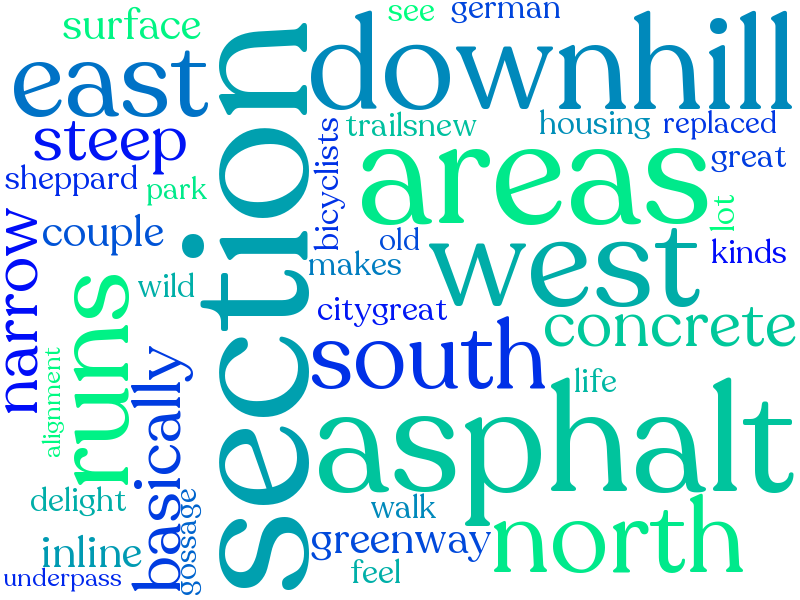 surface
see
german
east
downhill
section
steep
bicyclists
trailsnew
housing
replaced
areas
great
sheppard
park
lot
narrow
couple
old
west
kinds
wild
makes
runs
citygreat
concrete
south
alignment
basically
life
asphalt
delight
gossage
walk
north
inline
greenway
underpass
feel